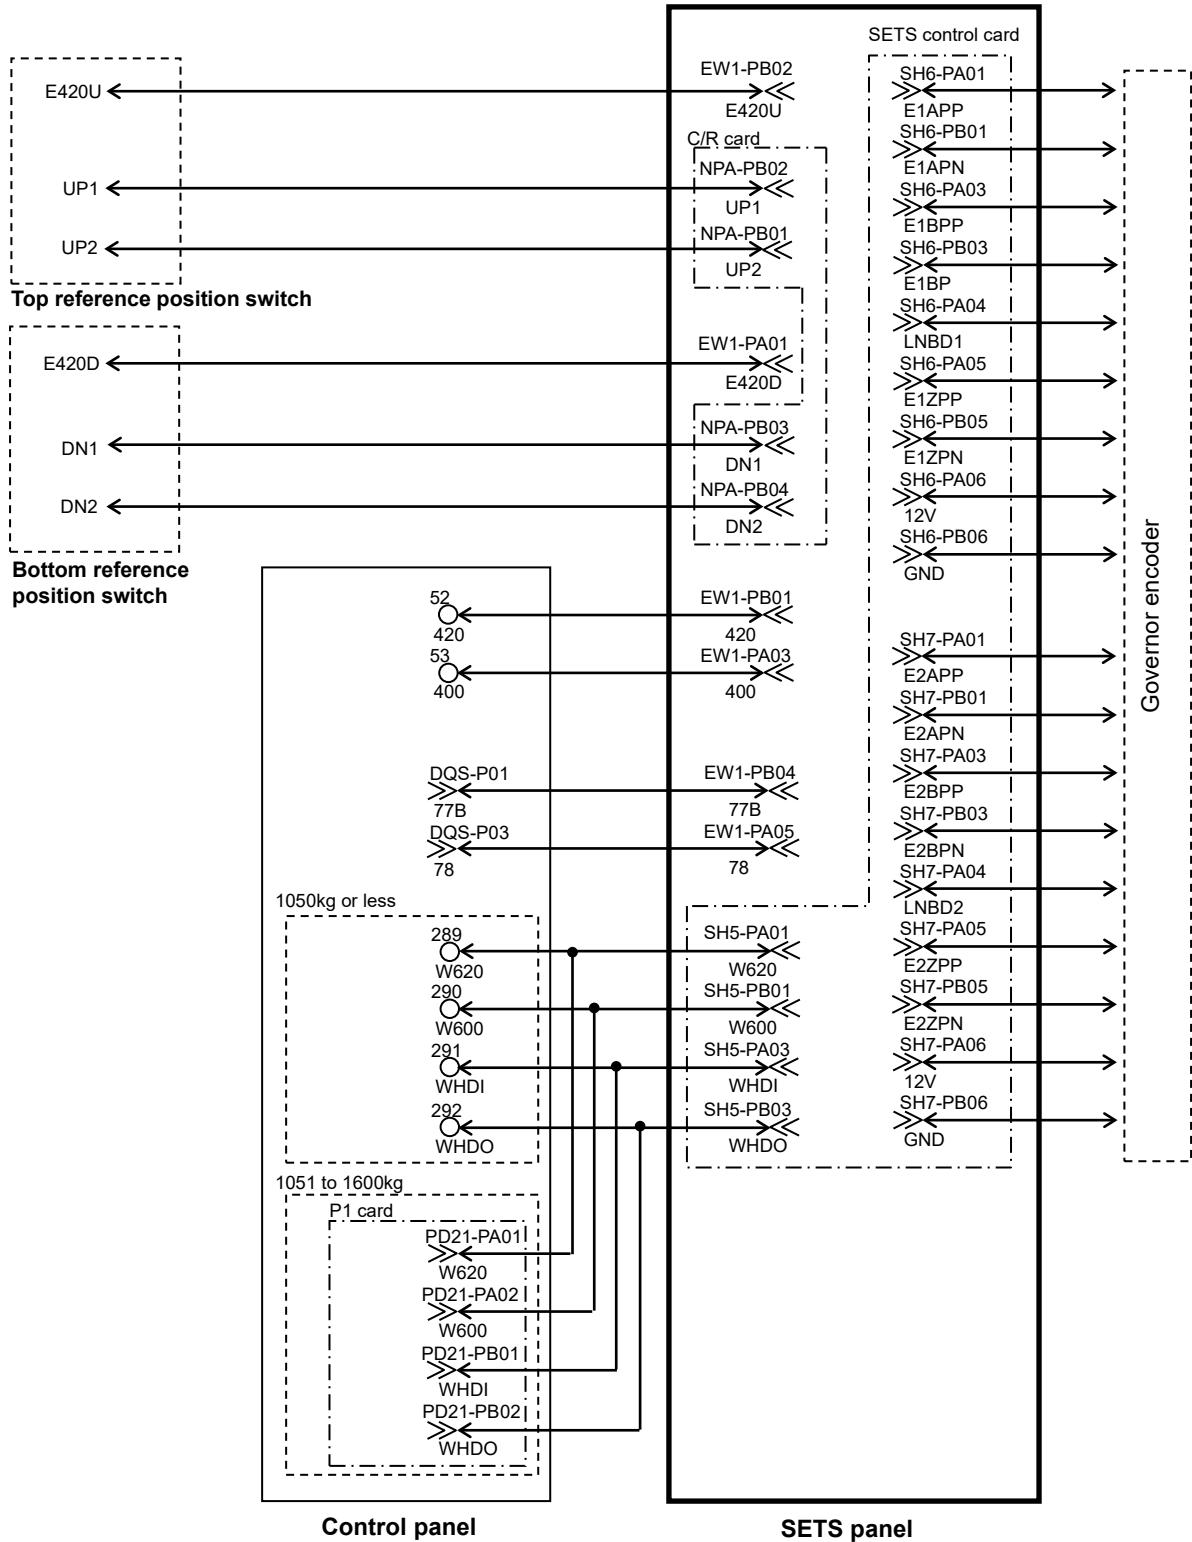 SETS control card
E420U
EW1-PB02
E420U
C/R card
UP1
NPA-PB02
UP1
UP2
NPA-PB01
UP2
Top reference position switch
E420D
EW1-PA01
E420D
DN1
NPA-PB03
DN1
DN2
NPA-PB04
DN2
Bottom reference
position switch
52
420
EW1-PB01
420
53
400
EW1-PA03
400
DQS-P01
77B
EW1-PB04
77B
DQS-P03
78
EW1-PA05
78
1050kg or less
289
W620
SH5-PA01
W620
290
W600
SH5-PB01
W600
291
WHDI
SH5-PA03
WHDI
292
WHDO
SH5-PB03
WHDO
1051 to 1600kg
P1 card
PD21-PA01
W620
PD21-PA02
W600
PD21-PB01
WHDI
PD21-PB02
WHDO
SH6-PA01
E1APP
SH6-PB01
E1APN
SH6-PA03
E1BPP
SH6-PB03
E1BP
SH6-PA04
LNBD1
SH6-PA05
E1ZPP
SH6-PB05
E1ZPN
SH6-PA06
12V
SH6-PB06
GND
SH7-PA01
E2APP
SH7-PB01
E2APN
SH7-PA03
E2BPP
SH7-PB03
E2BPN
SH7-PA04
LNBD2
SH7-PA05
E2ZPP
SH7-PB05
E2ZPN
SH7-PA06
12V
SH7-PB06
GND
Governor encoder
Control panel
SETS panel